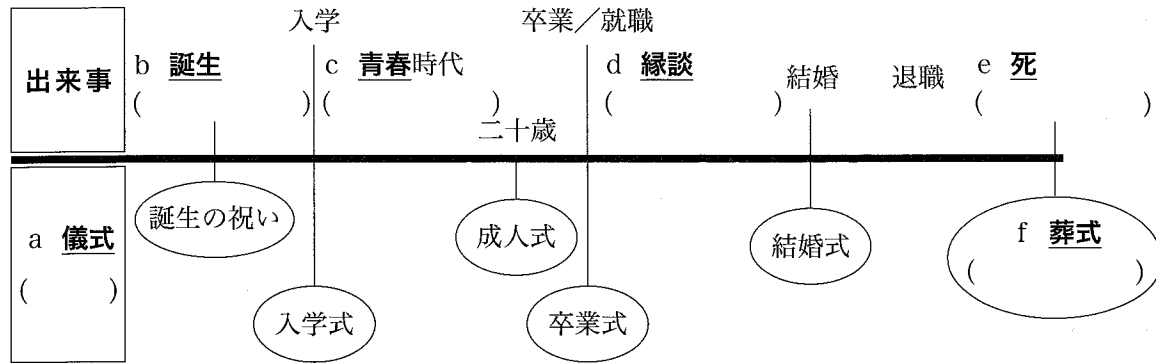 入学
卒業／就職
出来事
b 誕生
c 青春時代
d 縁談
結婚
退職
e 死
( )
( )
( )
( )
二十歳
誕生の祝い
成人式
結婚式
a 儀式
( )
f 葬式
( )
入学式
卒業式